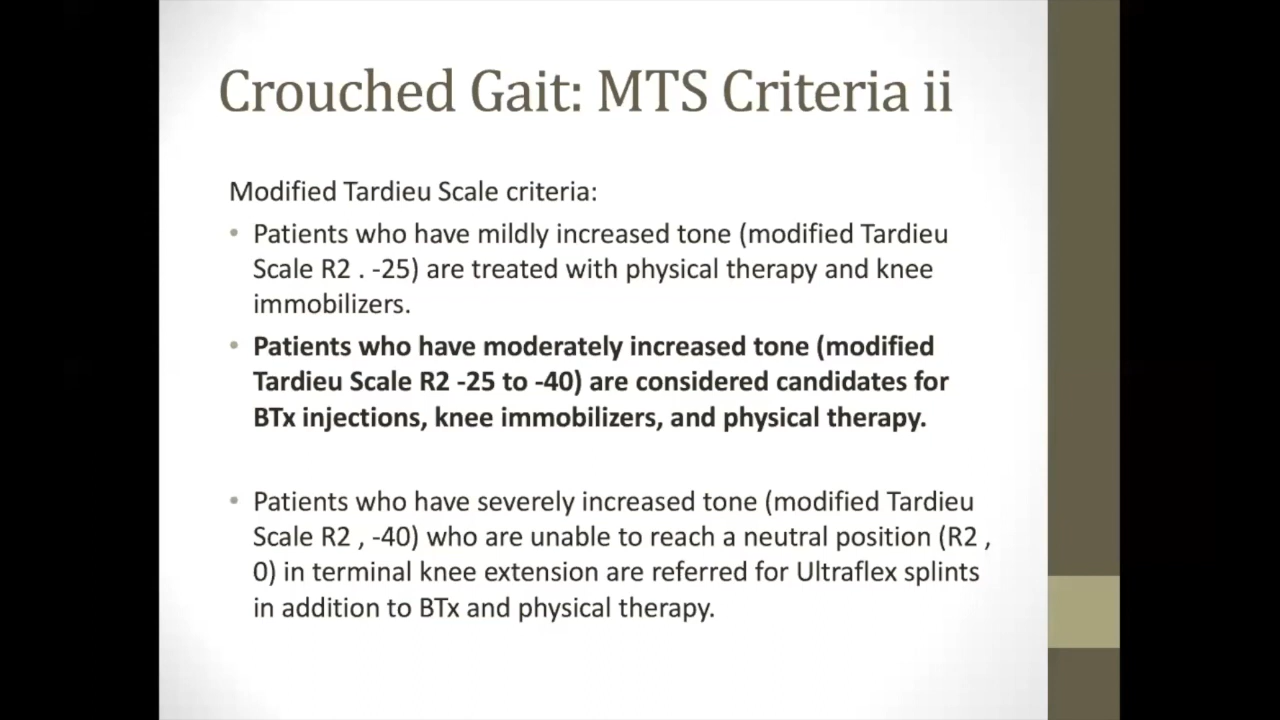 Crouched Gait: MTS Criteria ii
Modified Tardieu Scale criteria:
• Patients who have mildly increased tone (modified Tardieu
Scale R2 . -25) are treated with physical therapy and knee
immobilizers.
• Patients who have moderately increased tone (modified
Tardieu Scale R2 -25 to -40) are considered candidates for
BTx injections, knee immobilizers, and physical therapy.
• Patients who have severely increased tone (modified Tardieu
Scale R2 , -40) who are unable to reach a neutral position (R2 ,
0) in terminal knee extension are referred for Ultraflex splints
in addition to BTx and physical therapy.